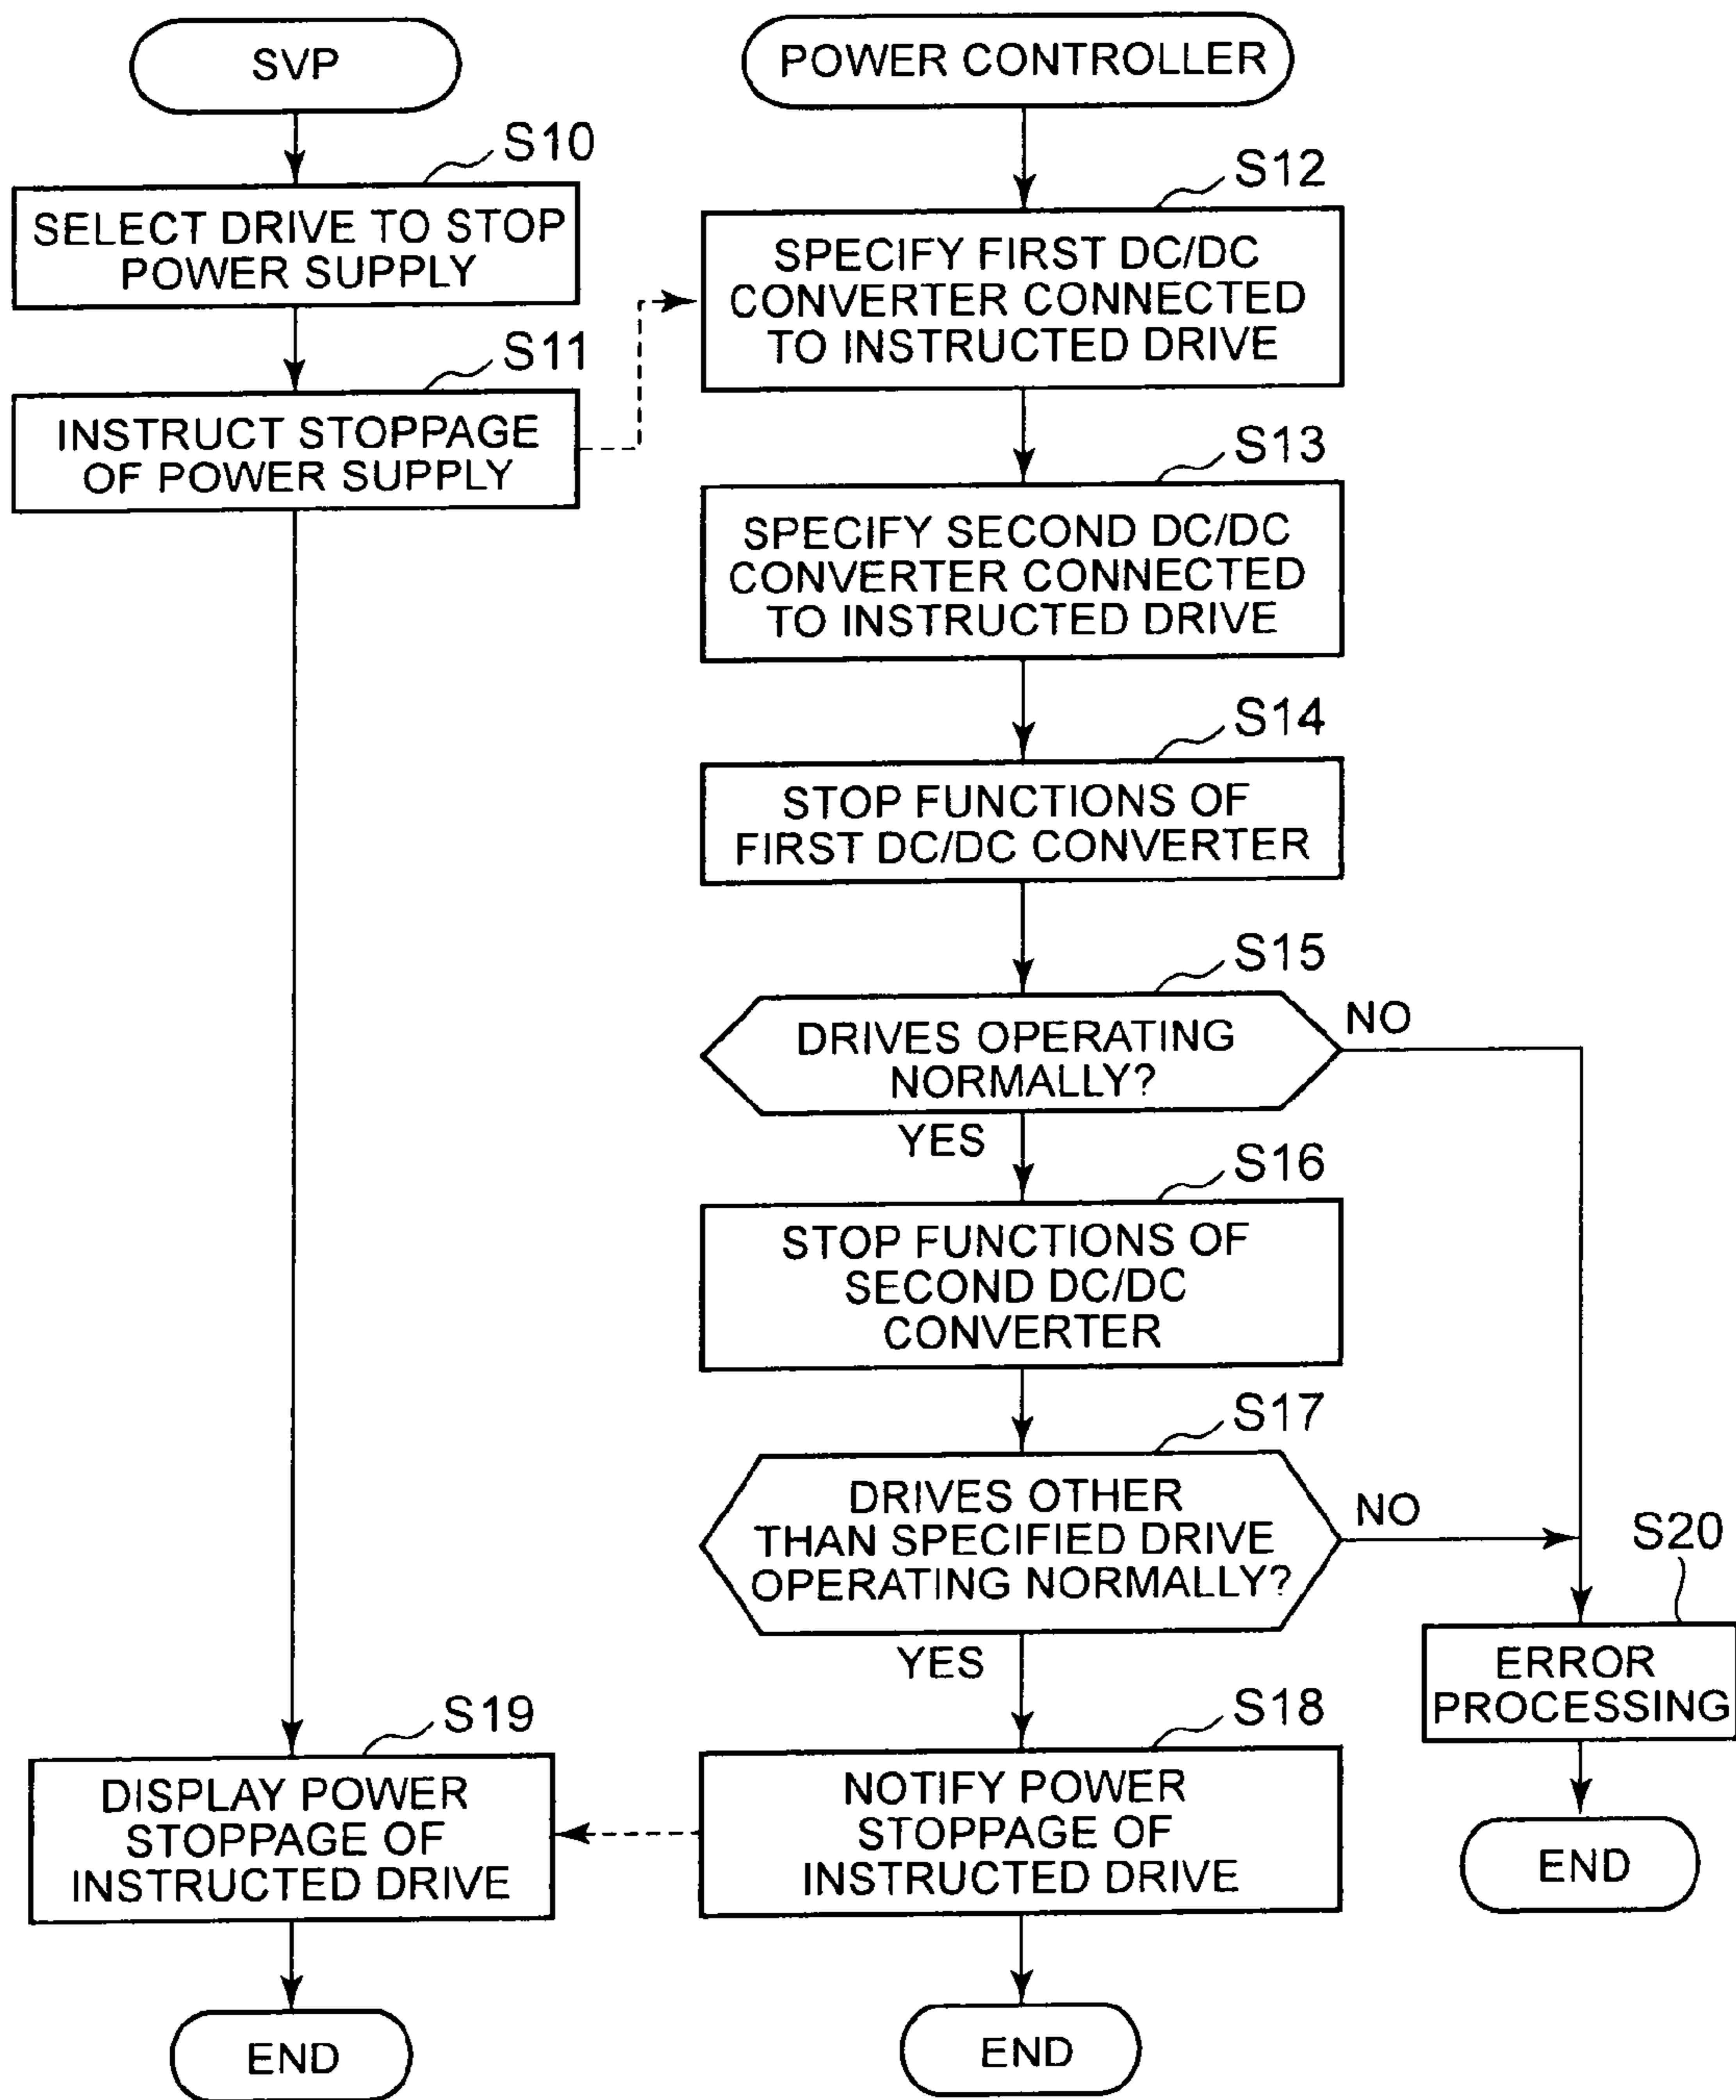 SVP
S10
SELECT DRIVE TO STOP
POWER SUPPLY
S11
INSTRUCT STOPPAGE
OF POWER SUPPLY
S19
DISPLAY POWER
STOPPAGE OF
INSTRUCTED DRIVE
END
POWER CONTROLLER
S12
SPECIFY FIRST DC/DC
CONVERTER CONNECTED
TO INSTRUCTED DRIVE
S13
SPECIFY SECOND DC/DC
CONVERTER CONNECTED
TO INSTRUCTED DRIVE
S14
STOP FUNCTIONS OF
FIRST DC/DC CONVERTER
S15
DRIVES OPERATING
NORMALLY?
NO
YES
S16
STOP FUNCTIONS OF
SECOND DC/DC
CONVERTER
S17
DRIVES OTHER
THAN SPECIFIED DRIVE
OPERATING NORMALLY?
NO
YES
S18
NOTIFY POWER
STOPPAGE OF
INSTRUCTED DRIVE
END
S20
ERROR
PROCESSING
END